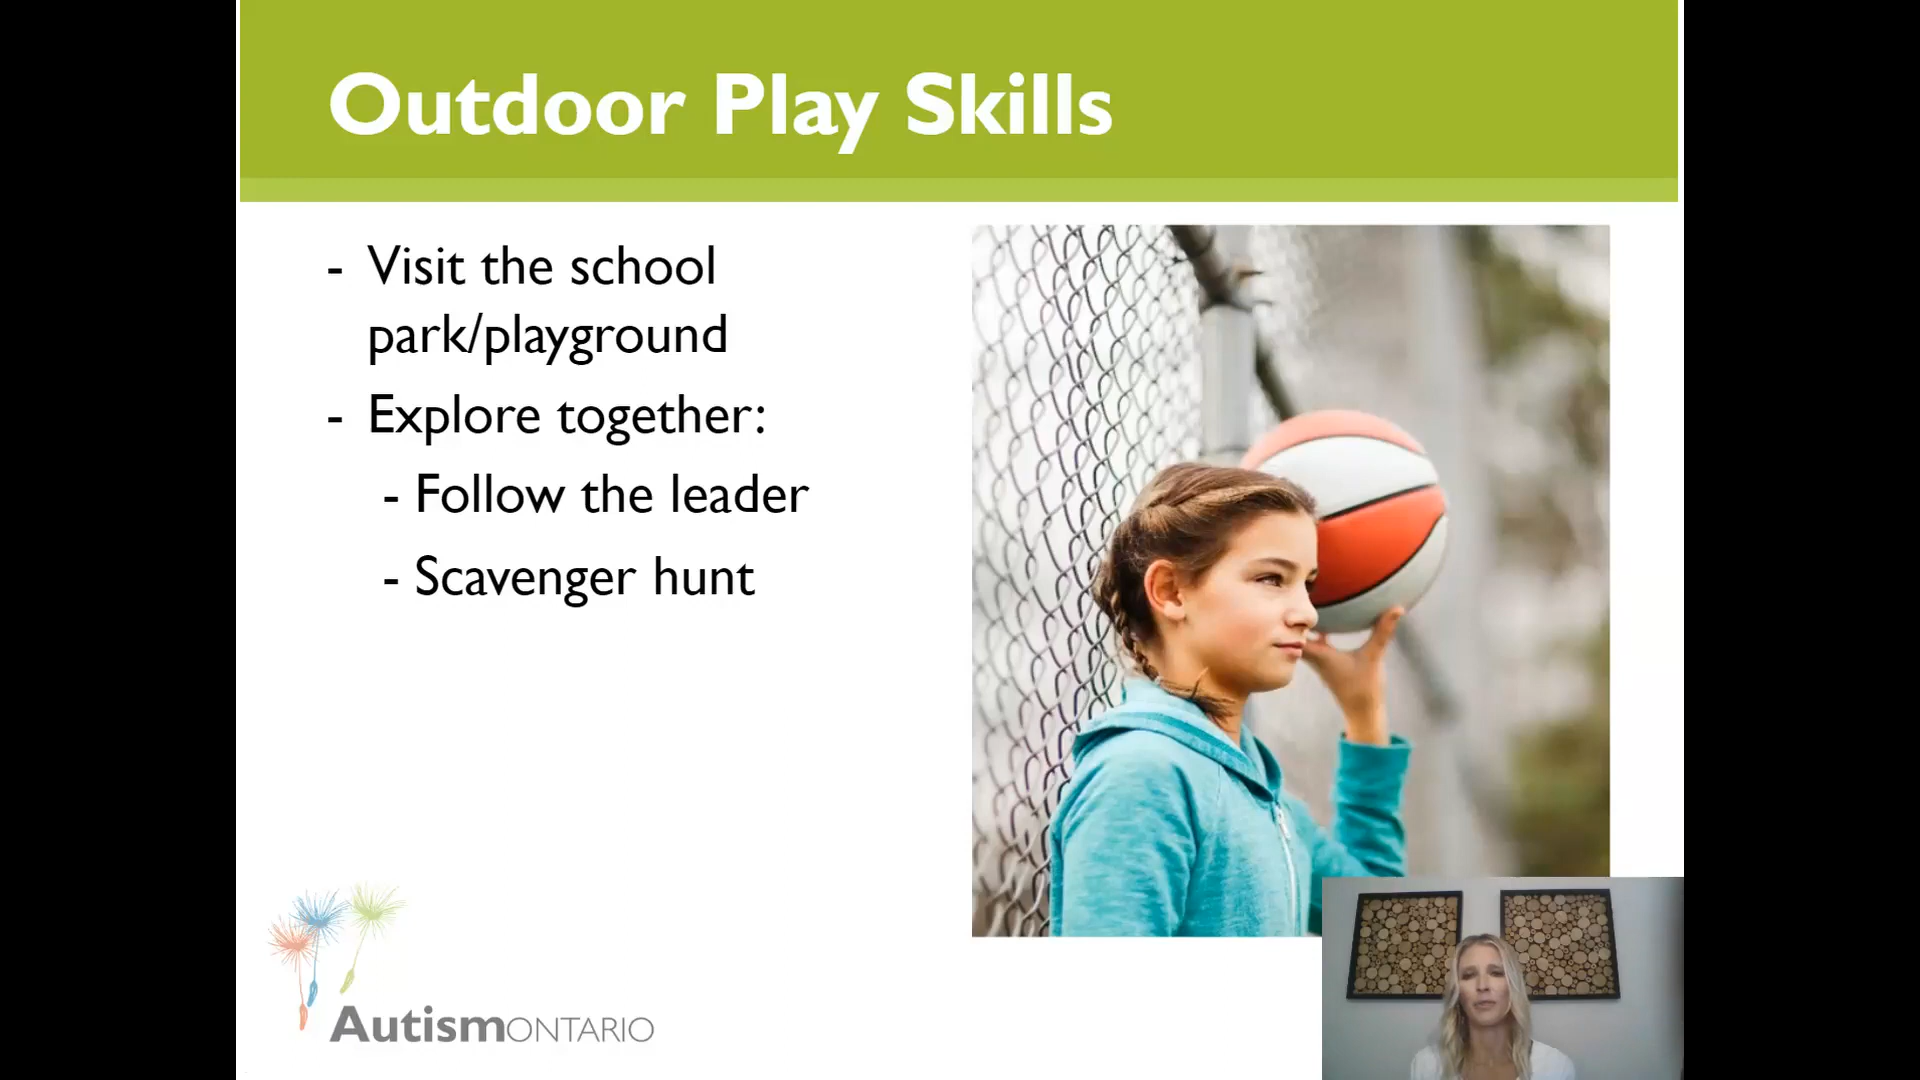 Outdoor Play Skills
- Visit the school
park/playground
- Explore together:
- Follow the leader
- Scavenger hunt
AutismONTARIO